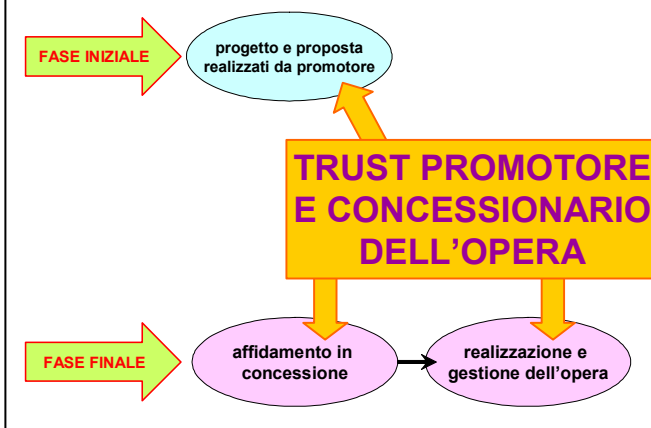 FASE INIZIALE
progetto e proposta
realizzati da promotore
TRUST PROMOTORE
E CONCESSIONARIO
DELL’OPERA
FASE FINALE
affidamento in
concessione
realizzazione e
gestione dell’opera